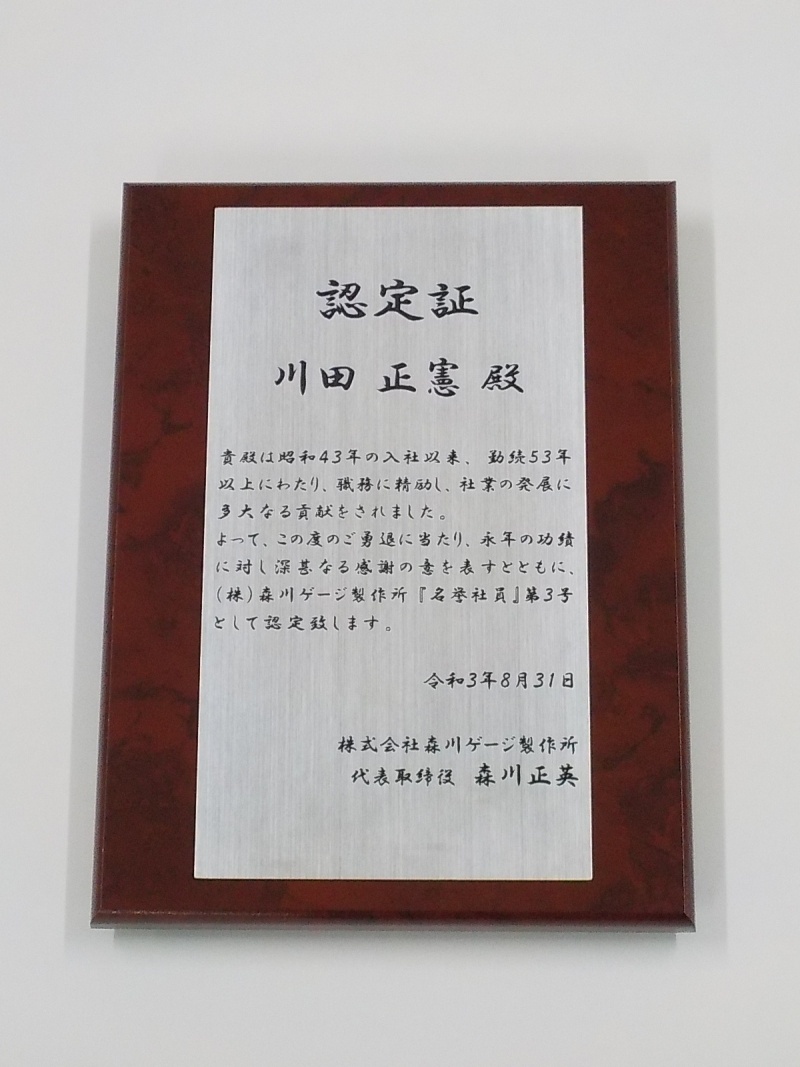 認定証
川田 正憲 殿
貴殿は昭和43年の入社以来、勤続53年
以上にわたり、職務に精励し、社業の発展に
多大なる貢献をされました。
よって、この度のご勇退に当たり、永年の功績
に対し深甚なる感謝の意を表すとともに、
(株)森川ゲージ製作所『名誉社員』第3号
として認定致します。
令和3年8月31日
株式会社森川ゲージ製作所
代表取締役 森川正英